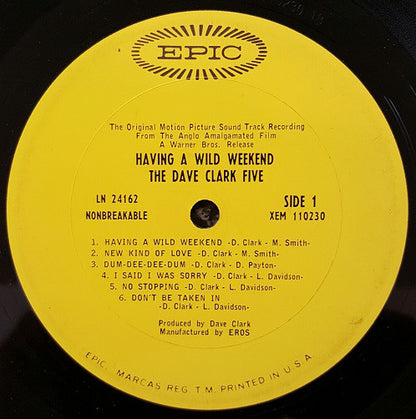 EPIC
The Original Motion Picture Sound Track Recording
From The Anglo Amalgamated Film
A Warner Bros. Release
HAVING A WILD WEEKEND
THE DAVE CLARK FIVE
LN 24162 SIDE 1
NONBREAKABLE XEM 110230
1. HAVING A WILD WEEKEND -D. Clark - M. Smith-
2. NEW KIND OF LOVE -D. Clark - M. Smith-
3. DUM-DEE-DEE-DUM -D. Clark - D. Payton-
4. I SAID I WAS SORRY -D. Clark - L. Davidson-
5. NO STOPPING -D. Clark - L. Davidson-
6. DON'T BE TAKEN IN
-D. Clark - L. Davidson-
Produced by Dave Clark
Manufactured by EROS
EPIC, MARCAS REG. T.M. PRINTED IN U.S.A.